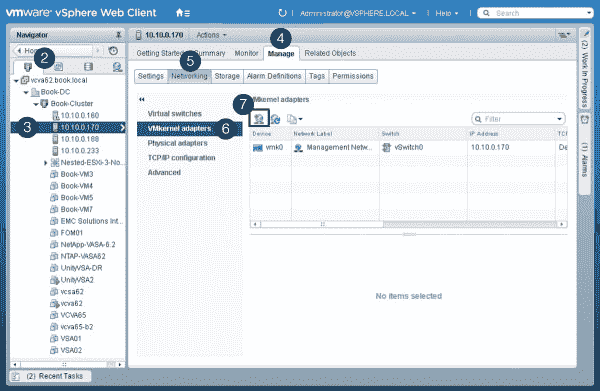 vmware® vSphere Web Client
Administrator@VSPHERE.LOCAL
Help
Search
Navigator
Ho
2
vcva62.book.local
Book-DC
Book-Cluster
10.10.0.160
3
10.10.0.170
10.10.0.188
10.10.0.233
Nested-ESXi-3-No...
Book-VM3
Book-VM4
Book-VM5
Book-VM7
EMC Solutions Int...
FOM01
NetApp-VASA-6.2
NTAP-VASA62
UnityVSA-DR
UnityVSA2
vcsa62
vcva62
VCVA65
vcva65-b2
VSA01
VSA02
10.10.0.170
Actions
4
Getting Started
Summary
Monitor
Manage
Related Objects
5
Settings
Networking
Storage
Alarm Definitions
Tags
Permissions
Virtual switches
VMkernel adapters
6
Physical adapters
TCP/IP configuration
Advanced
7
Mkernel adapters
Filter
Device
Network Label
Switch
IP Address
TCP
vmk0
Management Netw...
vSwitch0
10.10.0.170
De
No items selected
(2) Work In Progress
(1) Alarms
(2) Recent Tasks